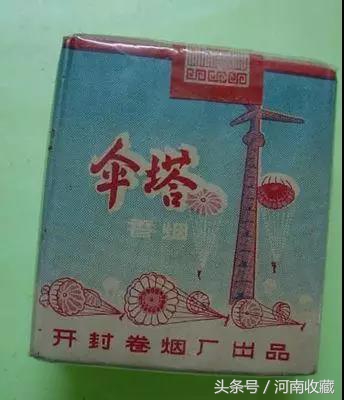 伞塔
香烟
开封卷烟厂出品
头条号／河南收藏